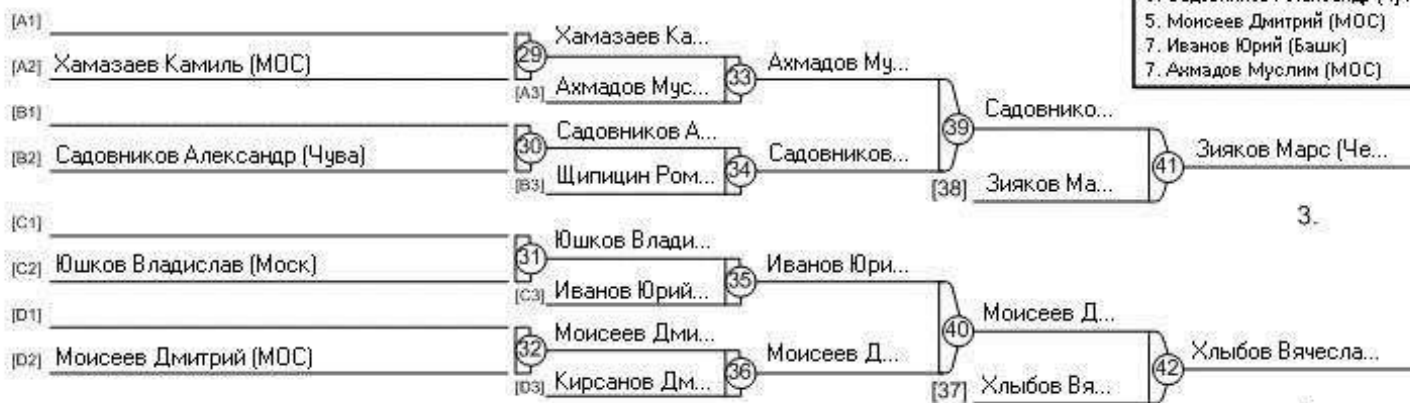 5. Моисеев Дмитрий (МОС)
7. Иванов Юрий (Башк)
7. Ахмадов Муслим (МОС)
[A1]
[A2] Хамазаев Камиль (МОС)
29 Хамазаев Ка...
[A3] Ахмадов Мус...
33 Ахмадов Му...
[B1]
[B2] Садовников Александр (Чува)
30 Садовников А...
[B3] Щипицин Ром...
34 Садовников...
39 Садовнико...
[38] Зияков Ма...
41 Зияков Марс (Че...
3.
[C1]
[C2] Юшков Владислав (Моск)
31 Юшков Влади...
[C3] Иванов Юрий...
35 Иванов Юри...
[D1]
[D2] Моисеев Дмитрий (МОС)
32 Моисеев Дми...
[D3] Кирсанов Дм...
36 Моисеев Д...
40 Моисеев Д...
[37] Хлыбов Вя...
42 Хлыбов Вячесла...